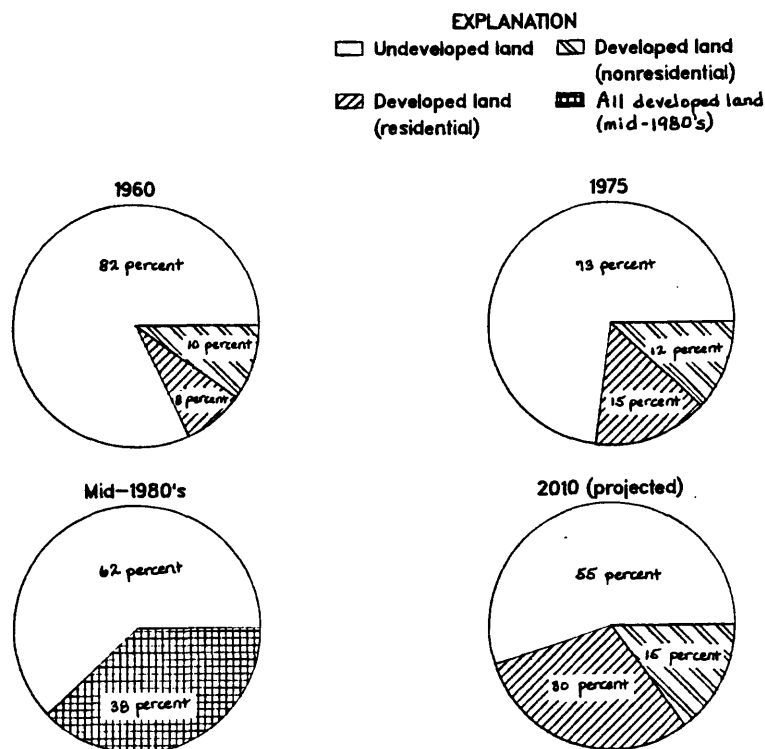 EXPLANATION
Undeveloped land
Developed land
(nonresidential)
Developed land
(residential)
All developed land
(mid-1980's)
1960
82 percent
10 percent
8 percent
1975
73 percent
12 percent
15 percent
Mid-1980's
62 percent
38 percent
2010 (projected)
55 percent
15 percent
30 percent